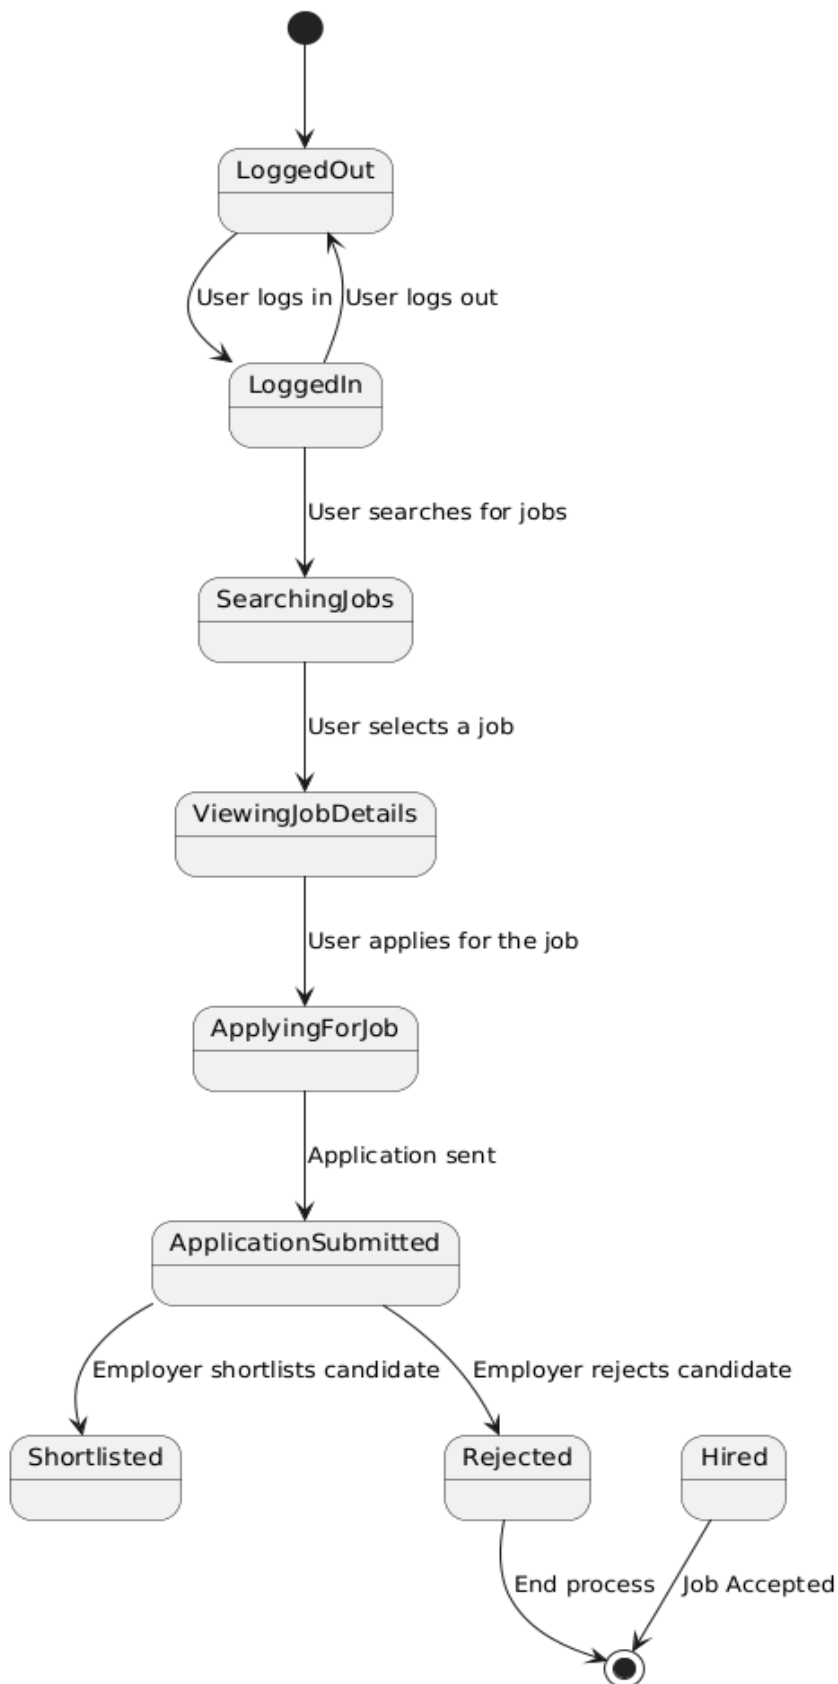 LoggedOut
User logs in
User logs out
LoggedIn
User searches for jobs
SearchingJobs
User selects a job
ViewingJobDetails
User applies for the job
ApplyingForJob
Application sent
ApplicationSubmitted
Employer shortlists candidate
Employer rejects candidate
Shortlisted
Rejected
Hired
End process
Job Accepted